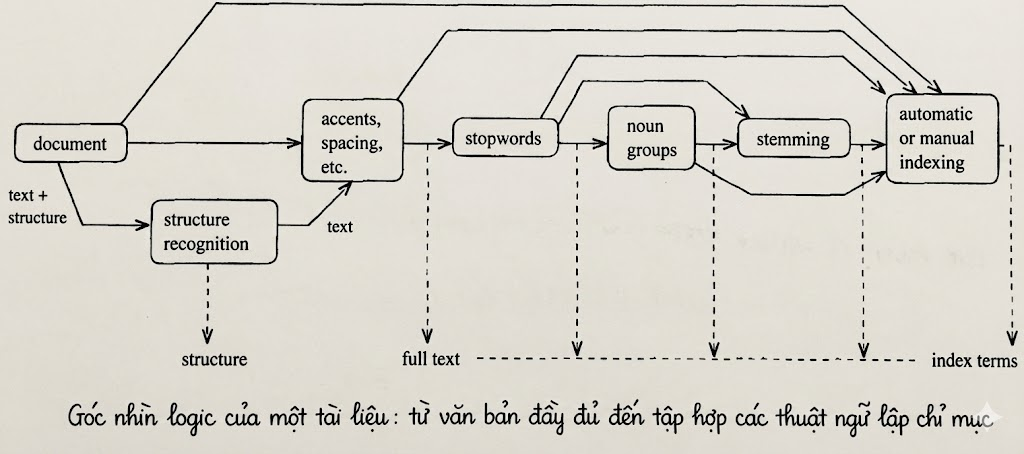 document
accents,
spacing,
etc.
stopwords
noun
groups
stemming
automatic
or manual
indexing
text +
structure
structure
recognition
text
structure
full text
index terms
Góc nhìn logic của một tài liệu: từ văn bản đầy đủ đến tập hợp các thuật ngữ lập chỉ mục